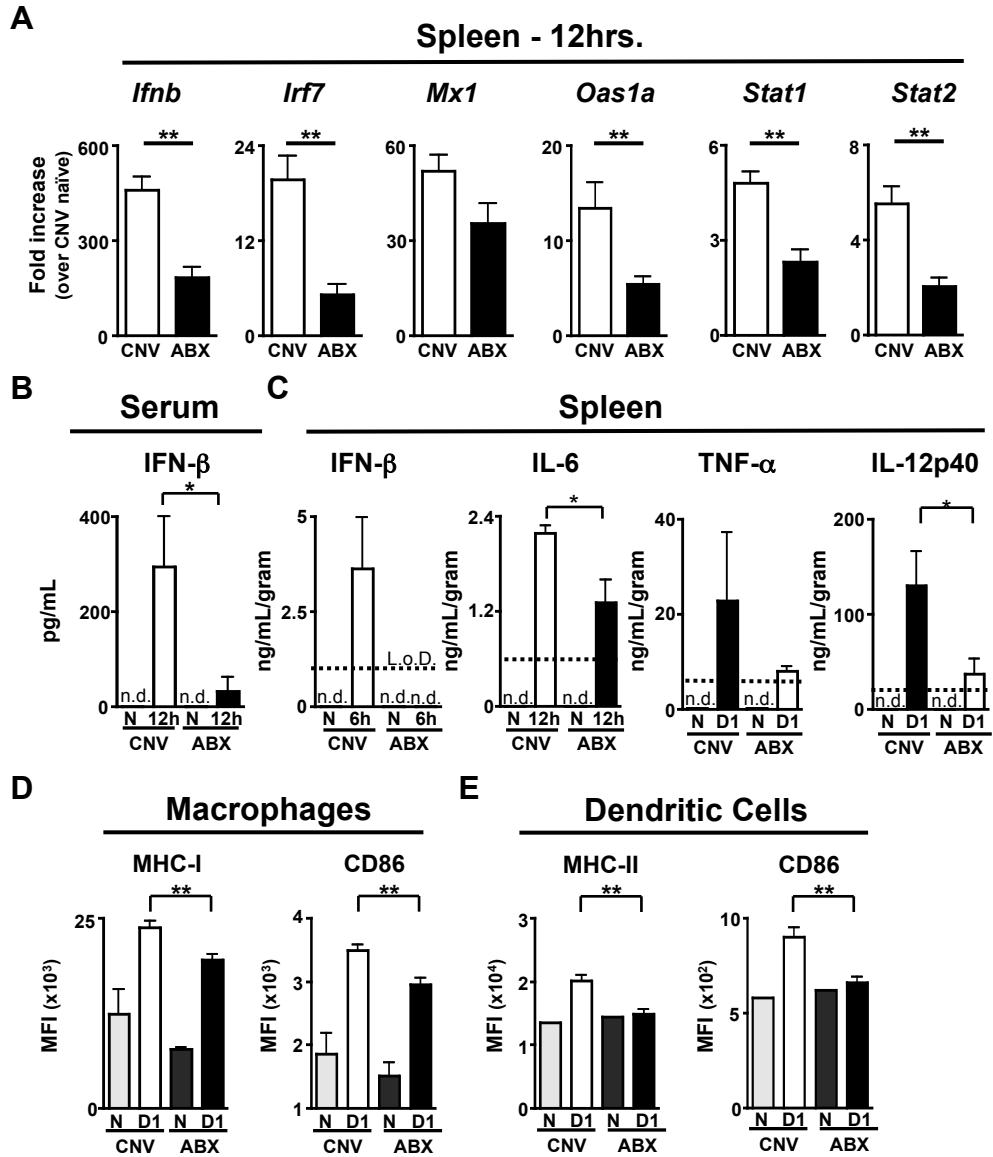 A
Spleen - 12hrs.
Ifnb Irf7 Mx1 Oas1a Stat1 Stat2
** ** ** ** **
Fold increase
(over CNV naïve)
600 24 60 20 6 8
300 12 30 10 3 4
0 0 0 0 0 0
CNV ABX CNV ABX CNV ABX CNV ABX CNV ABX CNV ABX
B C
Serum Spleen
IFN-β IFN-β IL-6 TNF-α IL-12p40
* * *
pg/mL
400
200
0
n.d. n.d.
N 12h N 12h
CNV ABX
ng/mL/gram
5
2.5
0
L.o.D.
n.d. n.d.n.d.
N 6h N 6h
CNV ABX
ng/mL/gram
2.4
1.2
0
n.d. n.d.
N 12h N 12h
CNV ABX
ng/mL/gram
40
20
0
n.d. n.d.
N D1 N D1
CNV ABX
ng/mL/gram
200
100
0
n.d. n.d.
N D1 N D1
CNV ABX
D E
Macrophages Dendritic Cells
MHC-I CD86 MHC-II CD86
** ** ** **
MFI (x10³)
25
0
N D1 N D1
CNV ABX
MFI (x10³)
4
3
2
1
N D1 N D1
CNV ABX
MFI (x10⁴)
3
2
1
0
N D1 N D1
CNV ABX
MFI (x10²)
10
5
0
N D1 N D1
CNV ABX